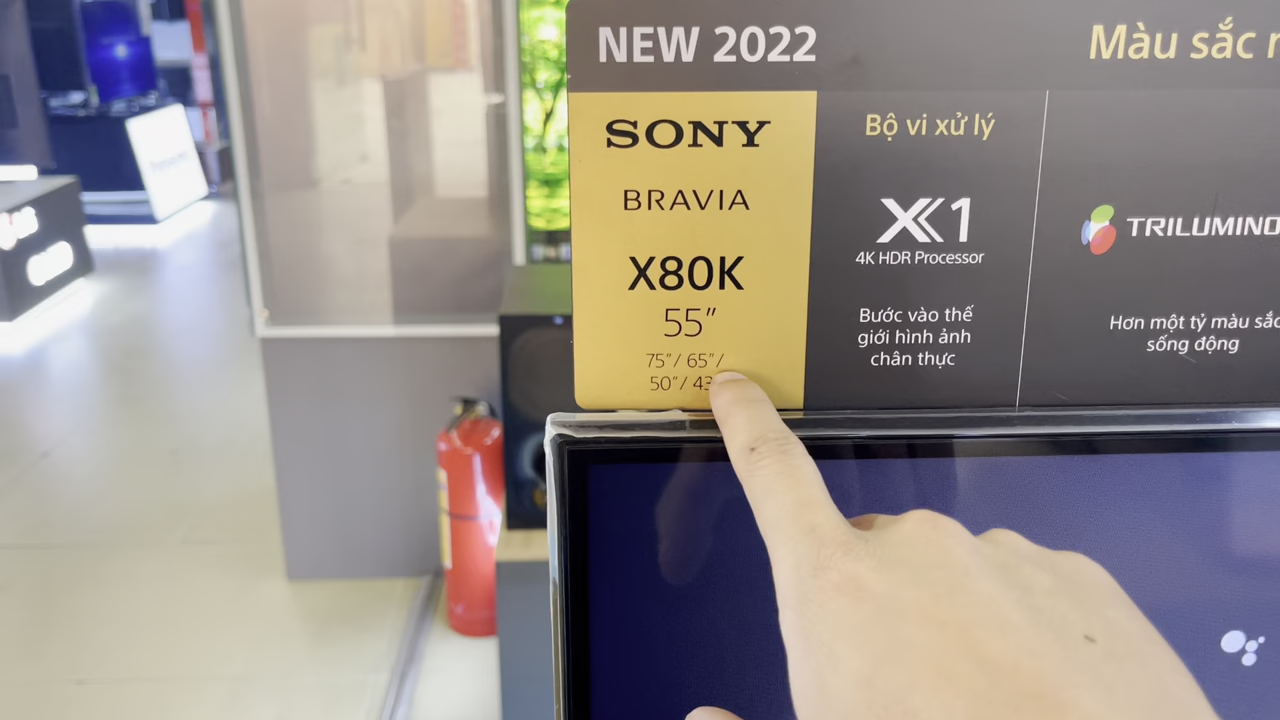 NEW 2022
Màu sắc
SONY
BRAVIA
X80K
55"
75"/ 65"/
50"/
Bộ vi xử lý
X1
4K HDR Processor
Bước vào thế
giới hình ảnh
chân thực
TRILUMINO
Hơn một tỷ màu sắc
sống động